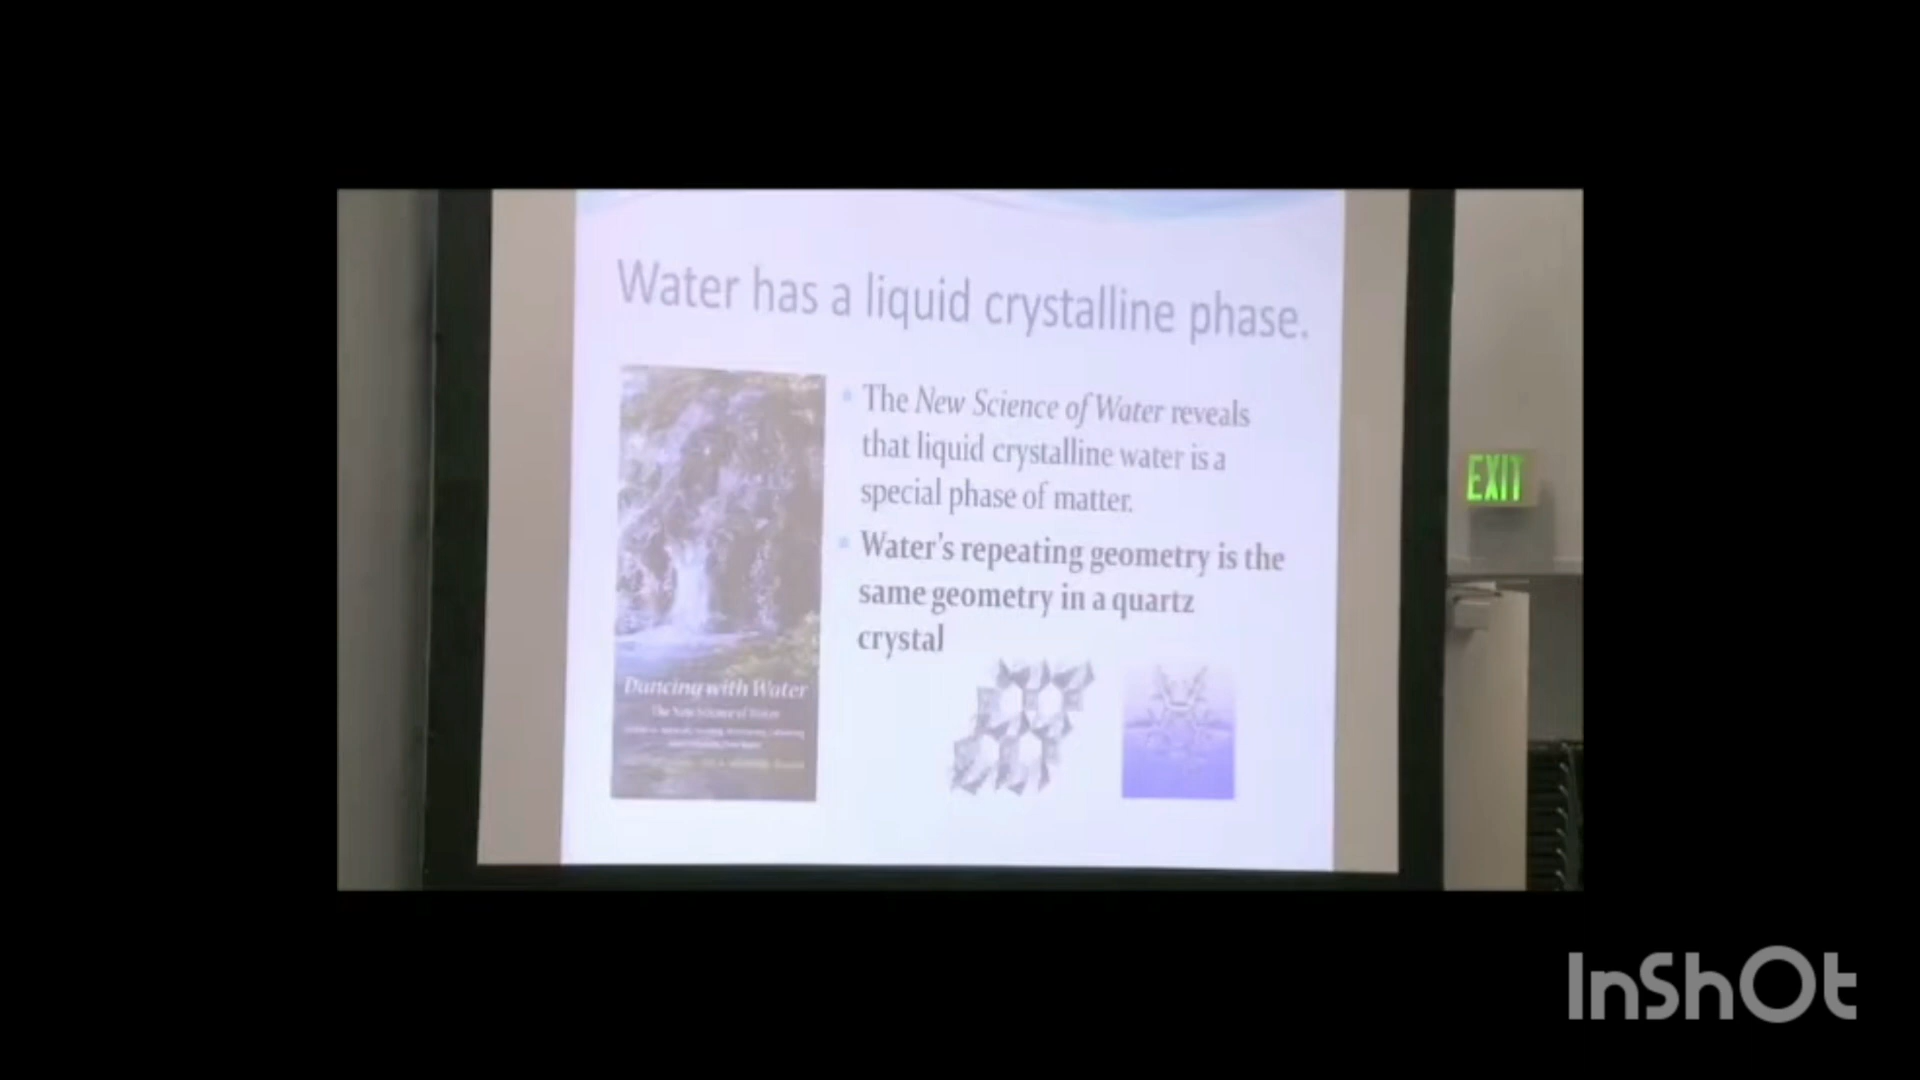 Water has a liquid crystalline phase.
The New Science of Water reveals
that liquid crystalline water is a
special phase of matter.
Water's repeating geometry is the
same geometry in a quartz
crystal
Dancing with Water
The New Science of Water
EXIT
InShOt